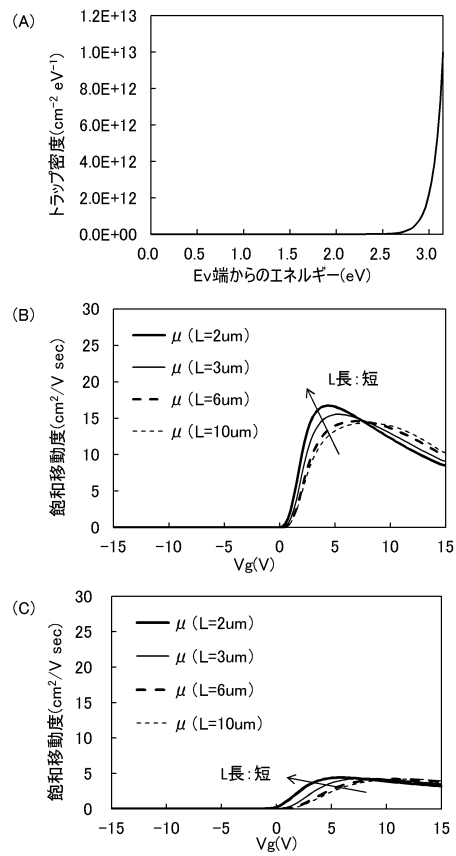 (A)
トラップ密度(cm⁻² eV⁻¹)
1.2E+13
1.0E+13
8.0E+12
6.0E+12
4.0E+12
2.0E+12
0.0E+00
0.0 0.5 1.0 1.5 2.0 2.5 3.0
Ev端からのエネルギー(eV)
(B)
飽和移動度(cm²/V sec)
30
25
20
15
10
5
0
μ (L=2um)
μ (L=3um)
μ (L=6um)
μ (L=10um)
L長:短
-15 -10 -5 0 5 10 15
Vg(V)
(C)
飽和移動度(cm²/V sec)
30
25
20
15
10
5
0
μ (L=2um)
μ (L=3um)
μ (L=6um)
μ (L=10um)
L長:短
-15 -10 -5 0 5 10 15
Vg(V)